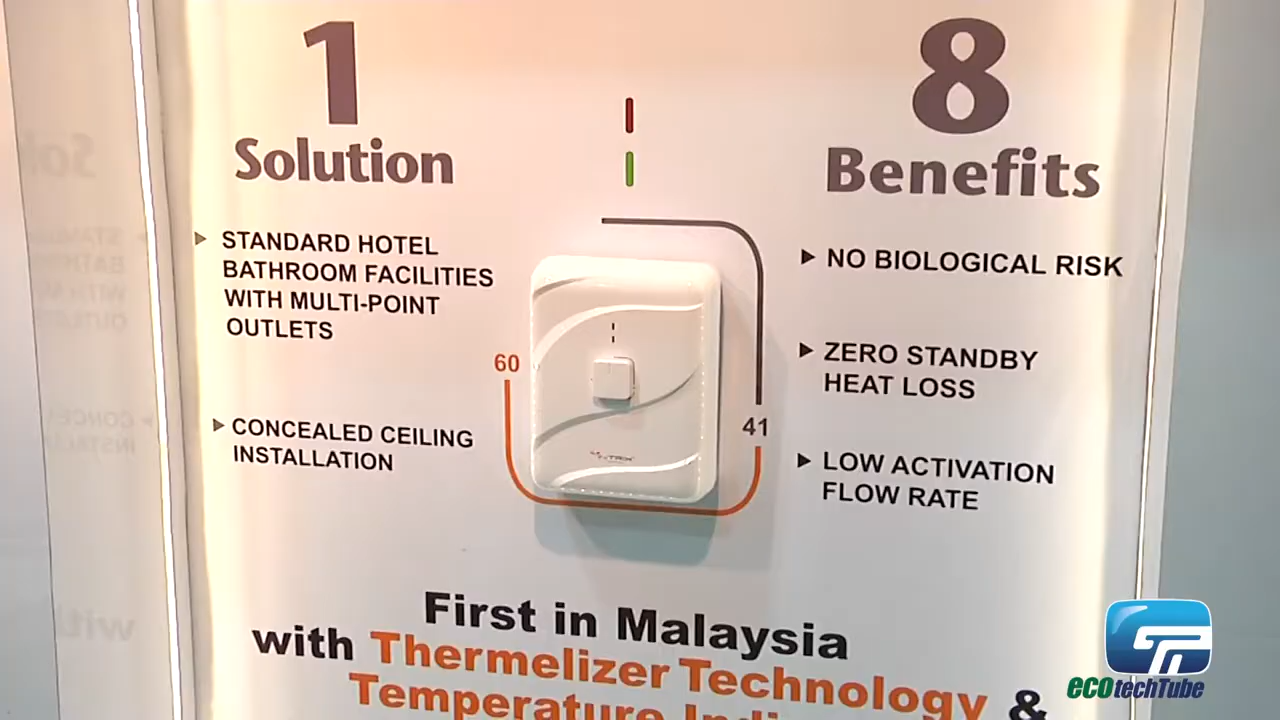 1
Solution
STANDARD HOTEL
BATHROOM FACILITIES
WITH MULTI-POINT
OUTLETS
CONCEALED CEILING
INSTALLATION
60
41
8
Benefits
NO BIOLOGICAL RISK
ZERO STANDBY
HEAT LOSS
LOW ACTIVATION
FLOW RATE
First in Malaysia
with Thermelizer Technology &
Temperature
ecotechTube